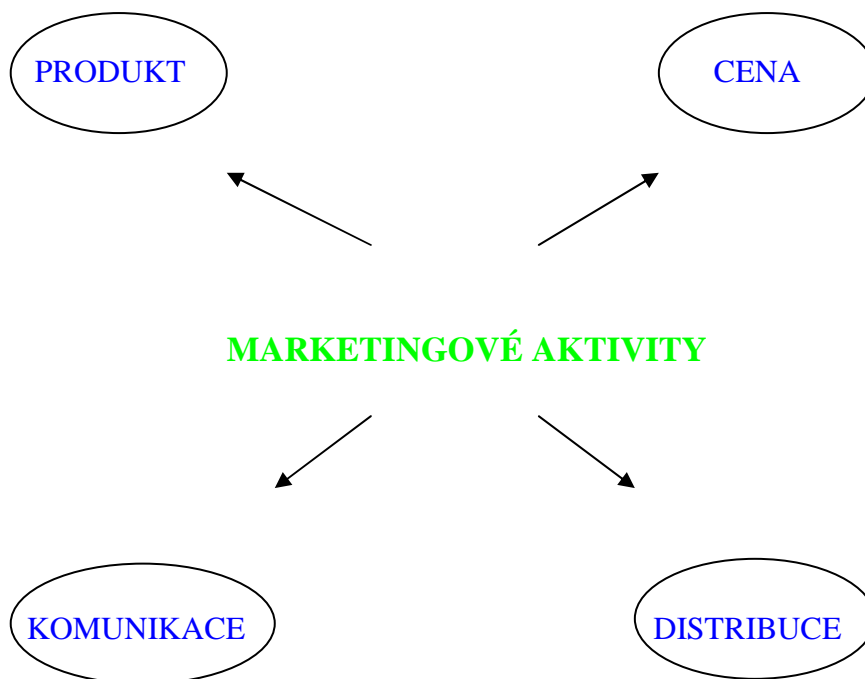 PRODUKT
CENA
MARKETINGOVÉ AKTIVITY
KOMUNIKACE
DISTRIBUCE